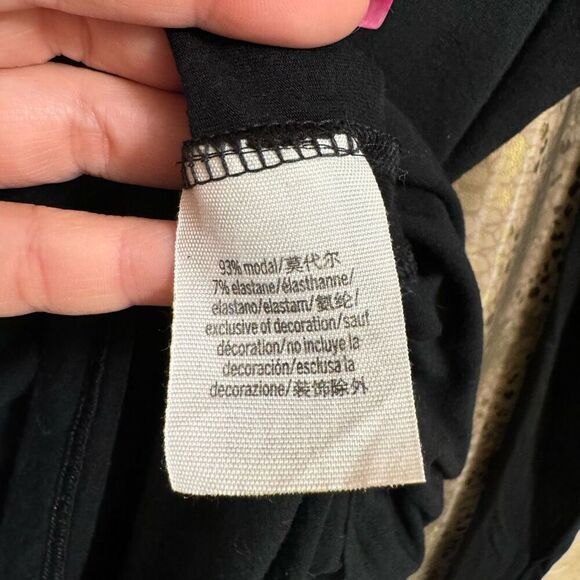 93% modal/莫代尔
7% elastane/élasthanne/
elastano/elastam/氨纶/
exclusive of decoration/sauf
décoration/no incluye la
decoración/esclusa la
decorazione/装饰除外